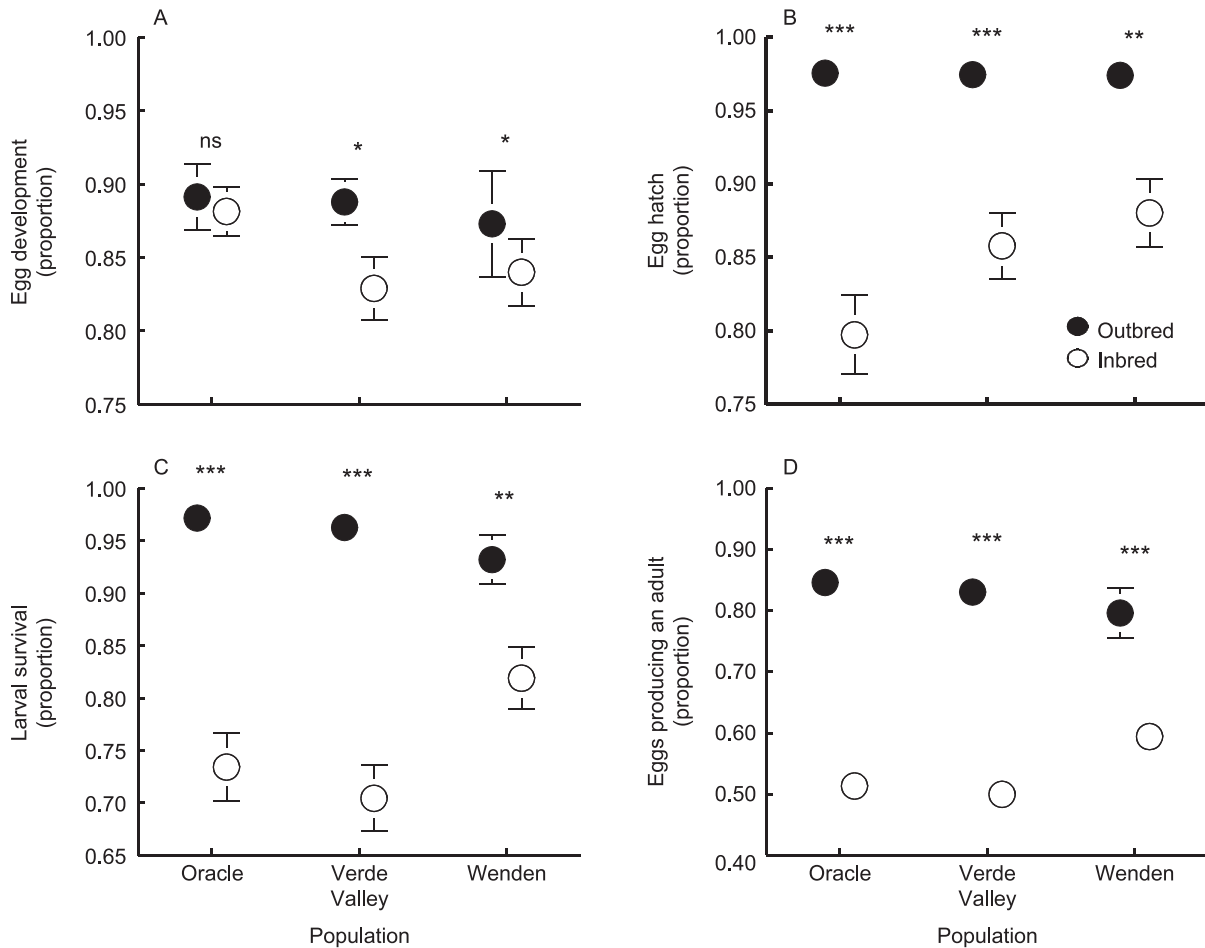 A
1.00
0.95
0.90
0.85
0.80
0.75
Egg development
(proportion)
ns
*
*
B
1.00
0.95
0.90
0.85
0.80
0.75
Egg hatch
(proportion)
***
***
**
Outbred
Inbred
C
1.00
0.95
0.90
0.85
0.80
0.75
0.70
0.65
Larval survival
(proportion)
***
***
**
Oracle
Verde
Valley
Wenden
Population
D
1.00
0.90
0.80
0.70
0.60
0.50
0.40
Eggs producing an adult
(proportion)
***
***
***
Oracle
Verde
Valley
Wenden
Population